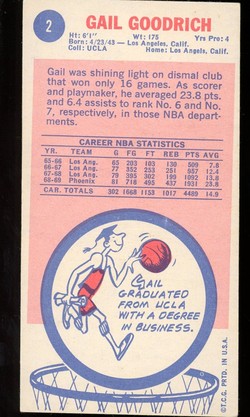 2
GAIL GOODRICH
Ht: 6'1" Wt: 175 Yrs Pro: 4
Born: 4/23/43 — Los Angeles, Calif.
Coll: UCLA Home: Los Angeles, Calif.
Gail was shining light on dismal club
that won only 16 games. As scorer
and playmaker, he averaged 23.8 pts.
and 6.4 assists to rank No. 6 and No.
7, respectively, in those NBA depart-
ments.
CAREER NBA STATISTICS
YR. TEAM G FG FT REB PTS AVG
65-66 Los Ang. 65 203 103 130 509 7.8
66-67 Los Ang. 77 352 253 251 957 12.4
67-68 Los Ang. 79 395 302 199 1092 13.8
68-69 Phoenix 81 718 495 437 1931 23.8
CAR. TOTALS 302 1668 1153 1017 4489 14.9
GAIL
GRADUATED
FROM UCLA
WITH A DEGREE
IN BUSINESS.
©T.C.G. PRTD. IN U.S.A.